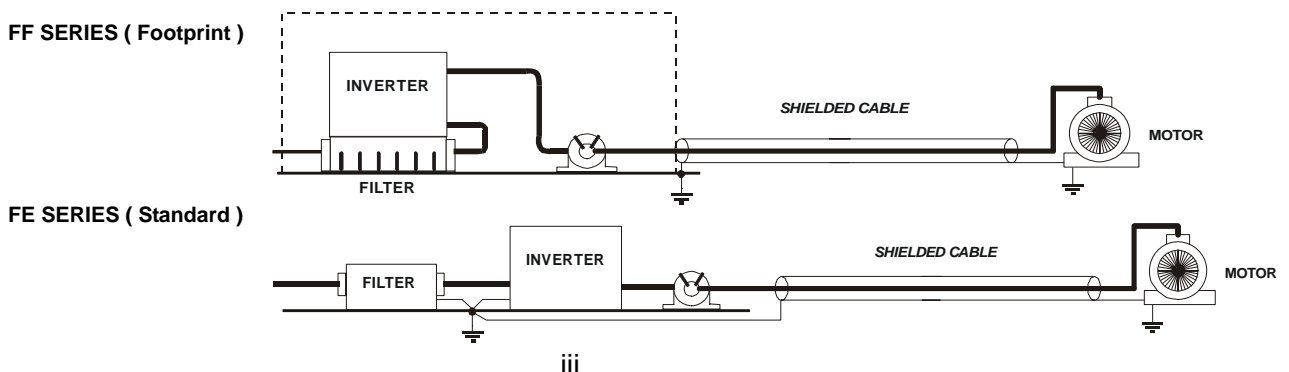 FF SERIES ( Footprint )
INVERTER
SHIELDED CABLE
MOTOR
FILTER
FE SERIES ( Standard )
INVERTER
SHIELDED CABLE
FILTER
MOTOR
iii